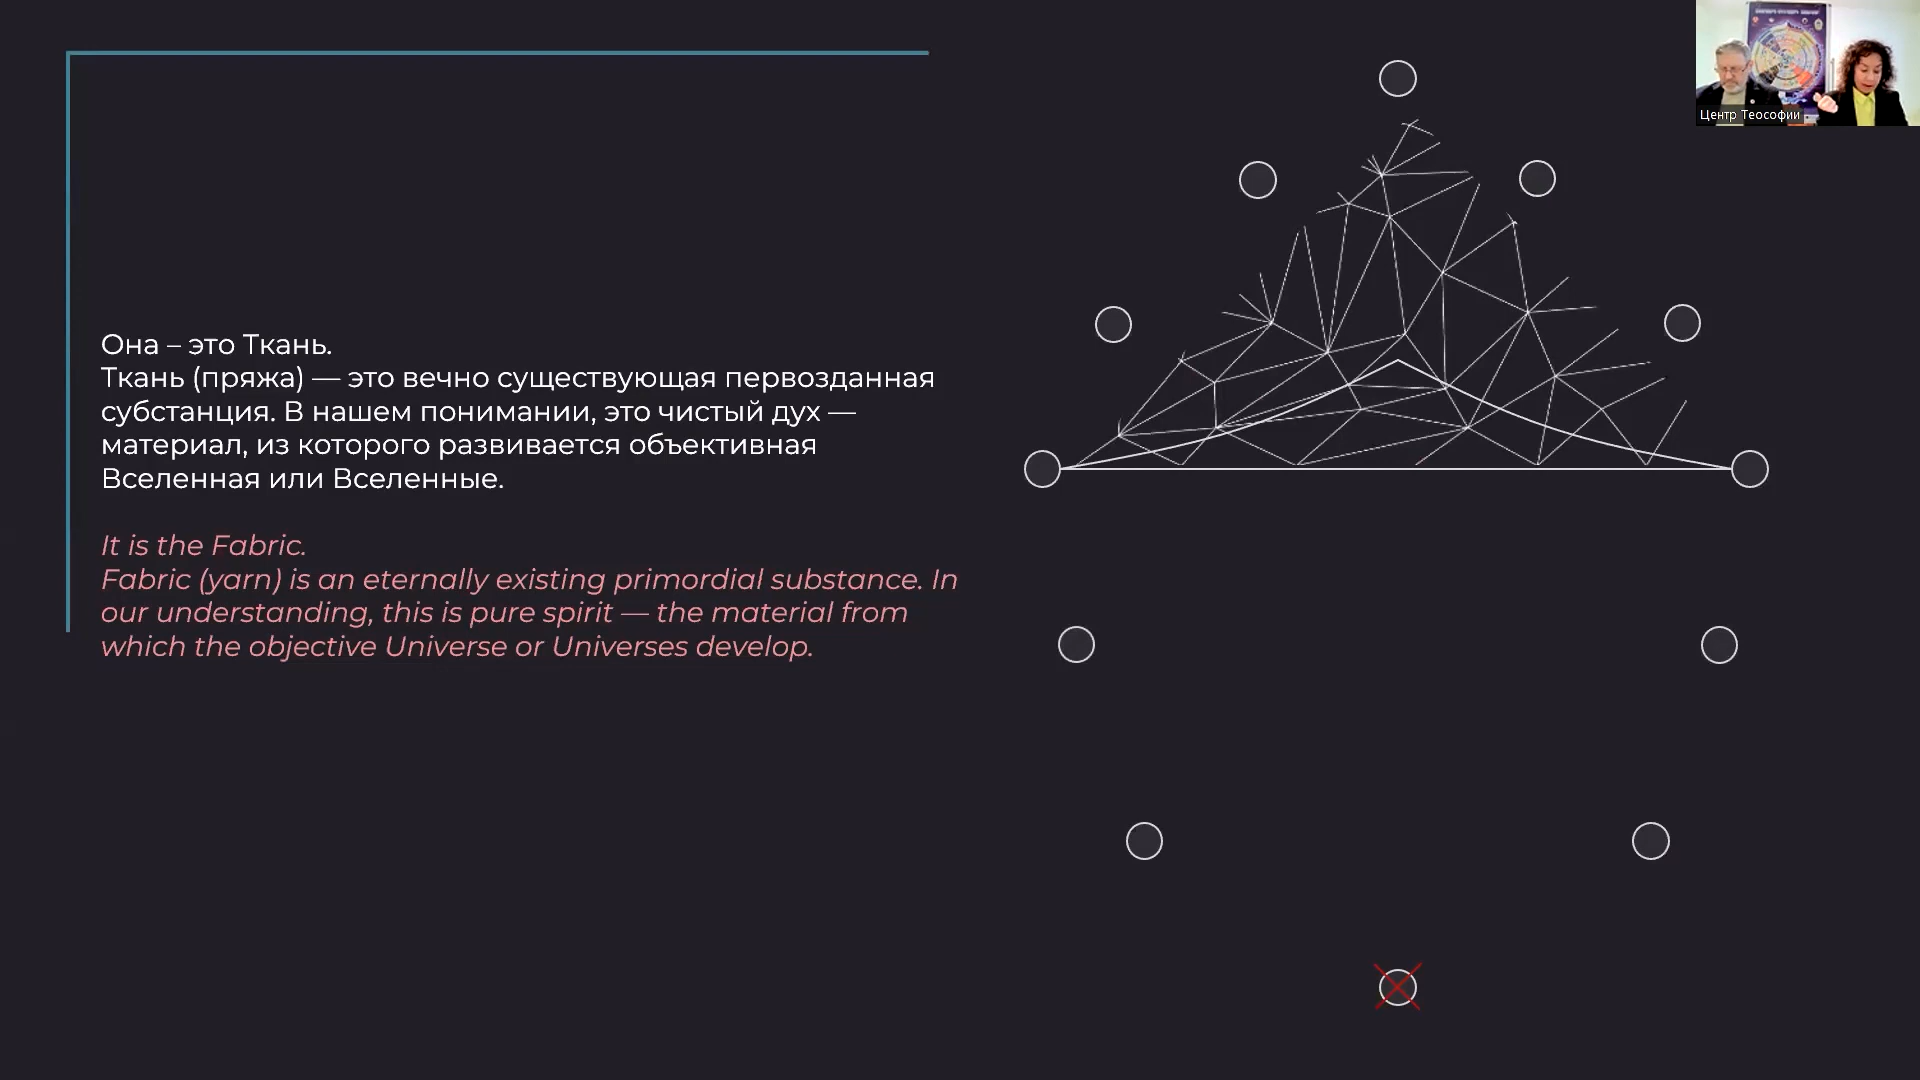 Она – это Ткань.
Ткань (пряжа) — это вечно существующая первозданная
субстанция. В нашем понимании, это чистый дух —
материал, из которого развивается объективная
Вселенная или Вселенные.
It is the Fabric.
Fabric (yarn) is an eternally existing primordial substance. In
our understanding, this is pure spirit — the material from
which the objective Universe or Universes develop.
Центр Теософии